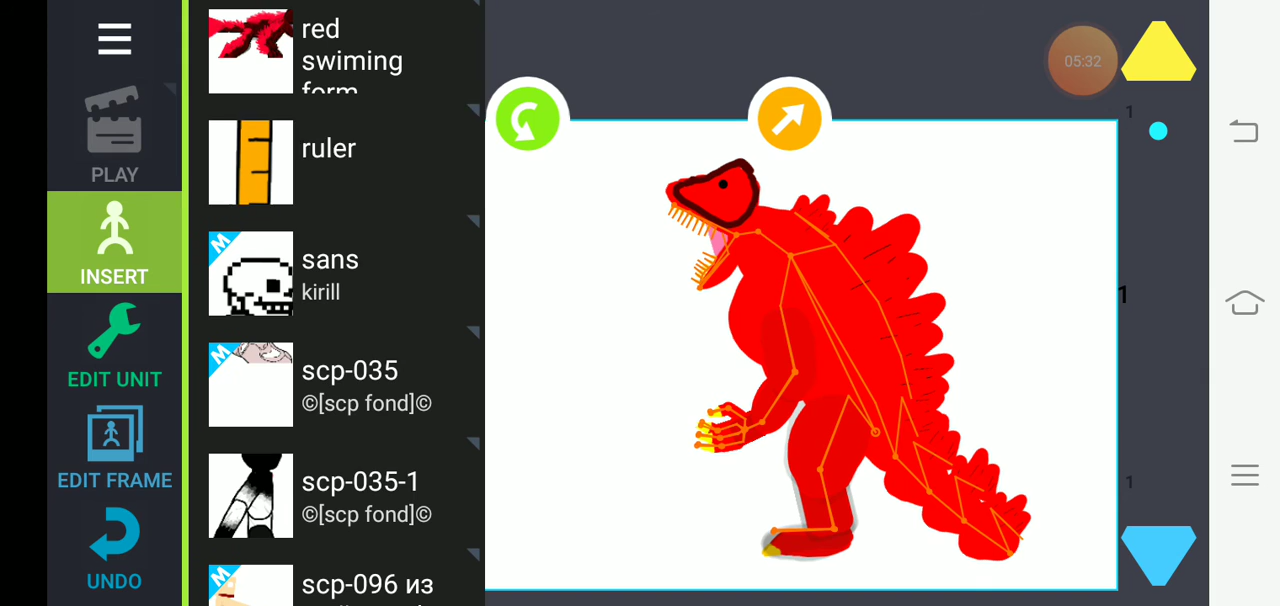 PLAY
INSERT
EDIT UNIT
EDIT FRAME
UNDO
red
swiming
form
ruler
M
sans
kirill
M
scp-035
©[scp fond]©
scp-035-1
©[scp fond]©
M
scp-096 из
05:32
1
1
1